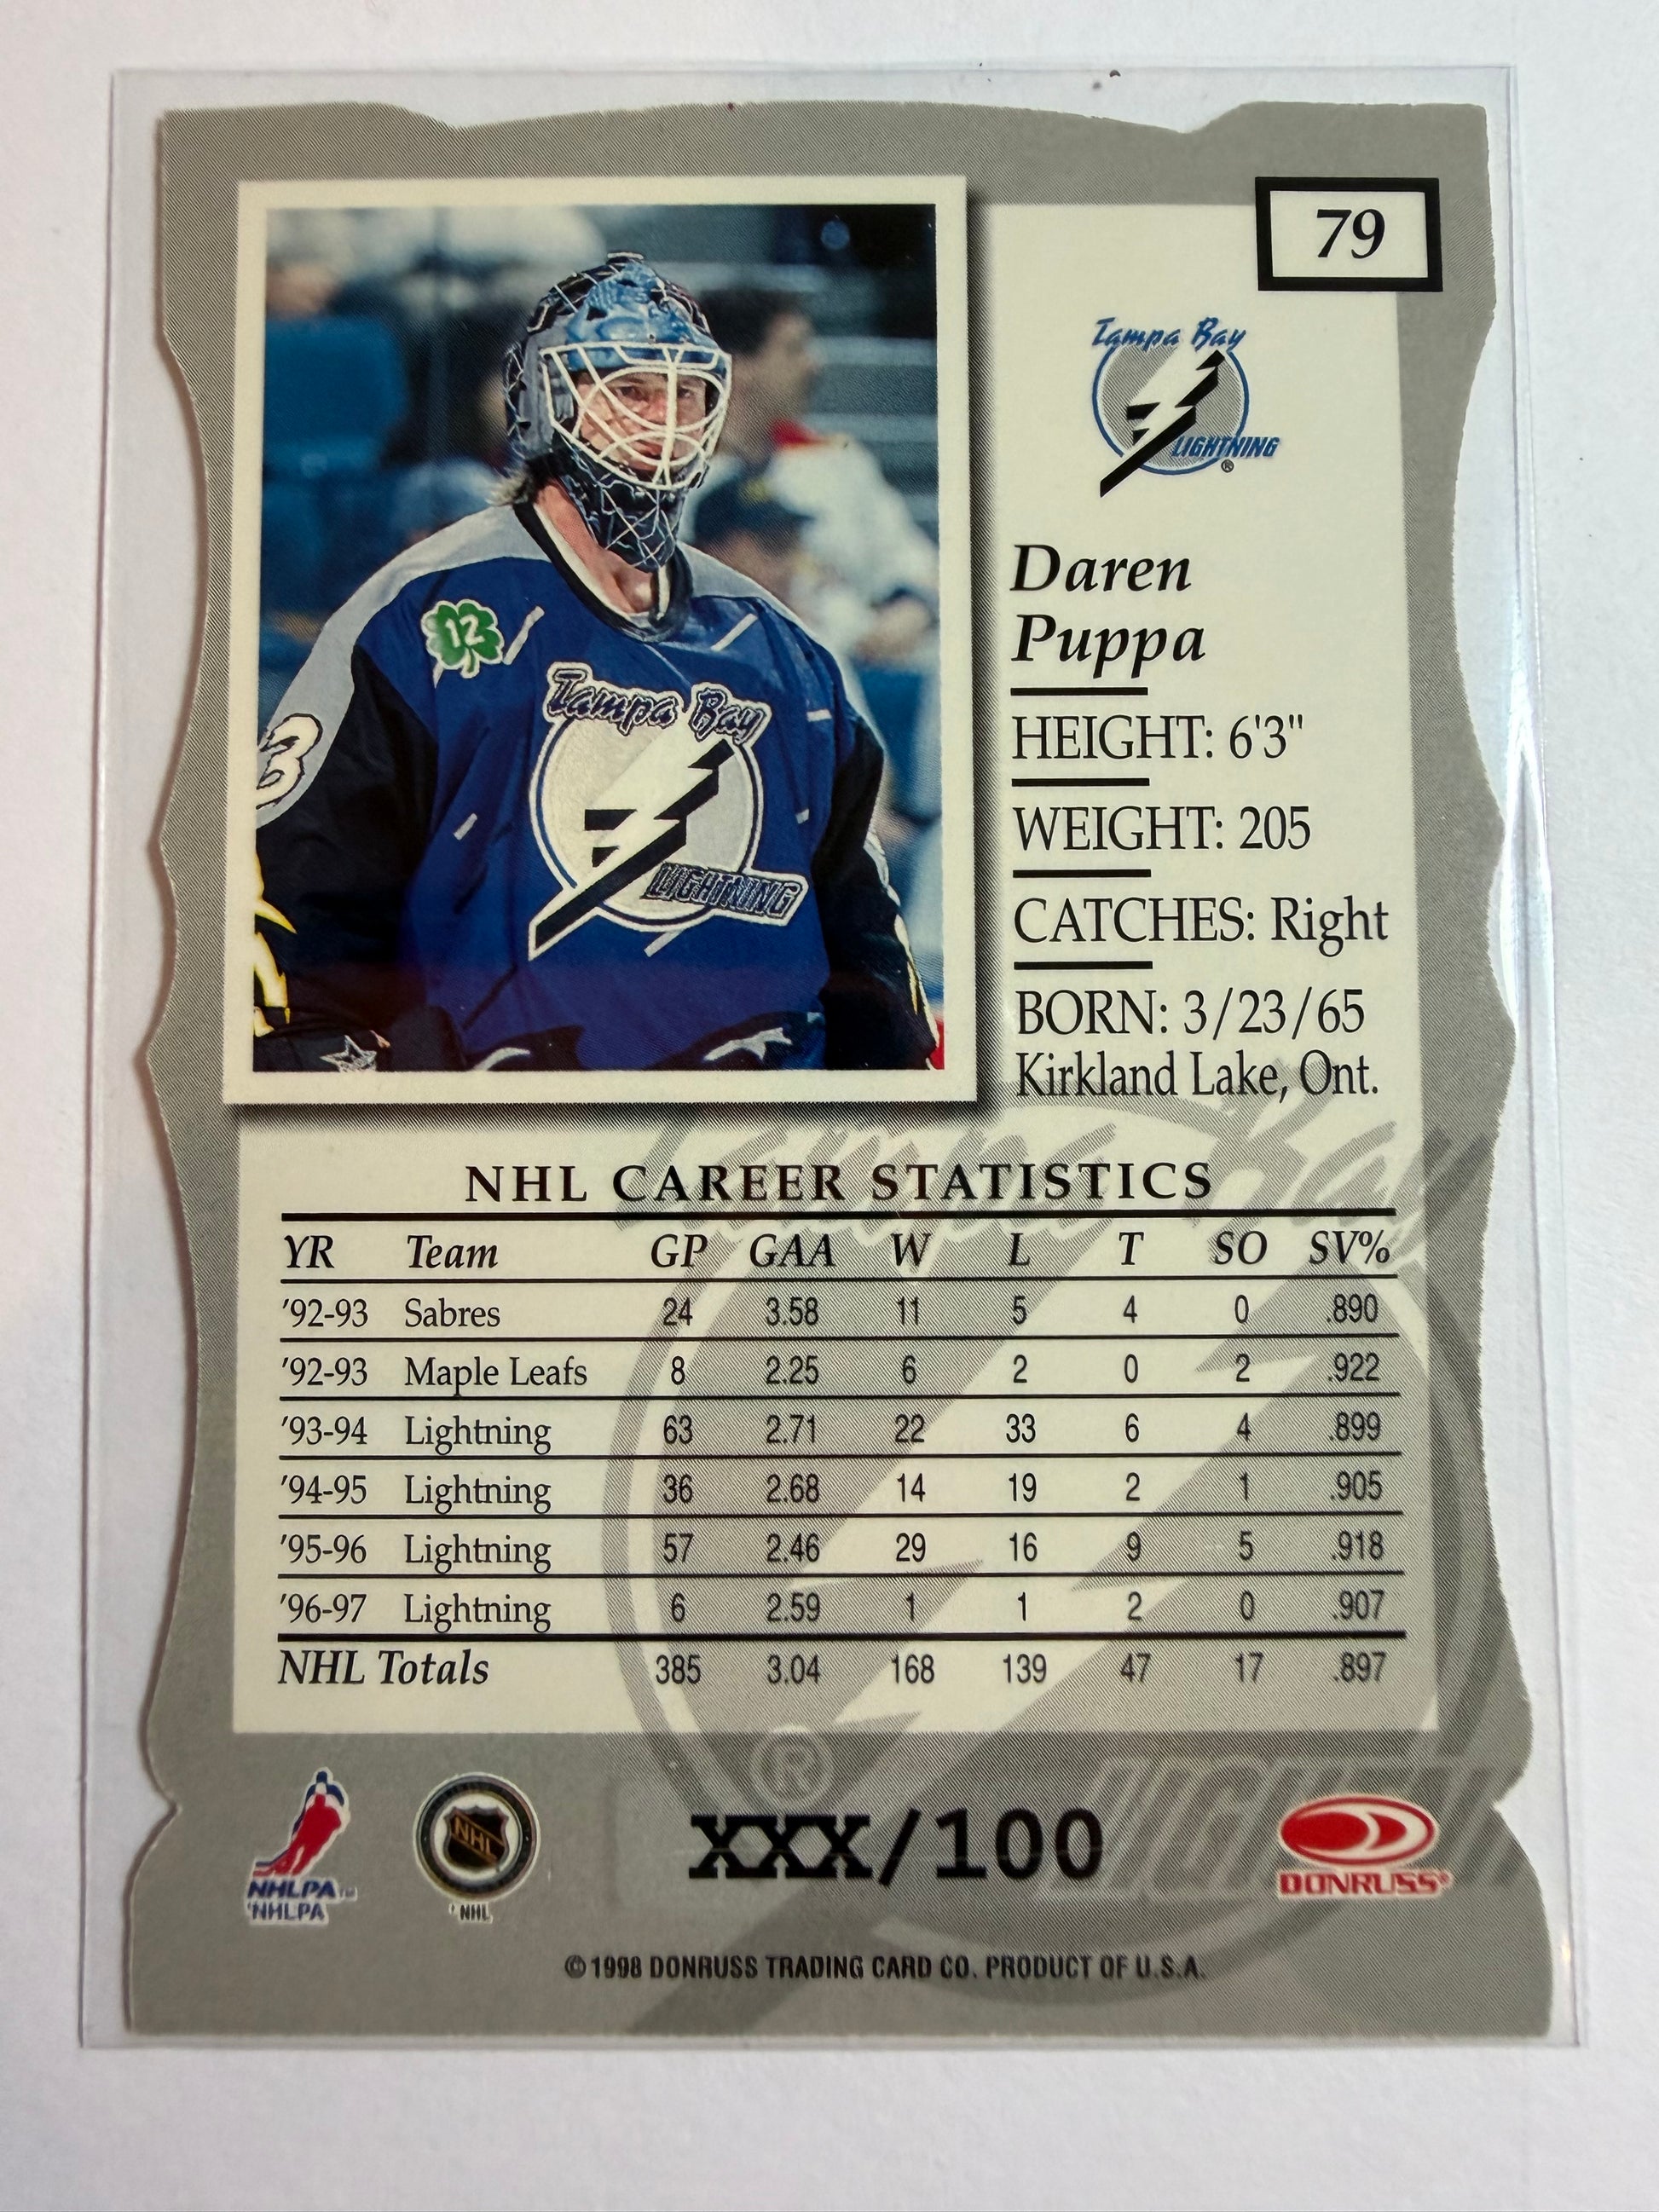 79
Tampa Bay
LIGHTNING
®
12
Tampa Bay
LIGHTNING
3
Daren
Puppa
HEIGHT: 6'3"
WEIGHT: 205
CATCHES: Right
BORN: 3/23/65
Kirkland Lake, Ont.
NHL CAREER STATISTICS
YR Team GP GAA W L T SO SV%
'92-93 Sabres 24 3.58 11 5 4 0 .890
'92-93 Maple Leafs 8 2.25 6 2 0 2 .922
'93-94 Lightning 63 2.71 22 33 6 4 .899
'94-95 Lightning 36 2.68 14 19 2 1 .905
'95-96 Lightning 57 2.46 29 16 9 5 .918
'96-97 Lightning 6 2.59 1 1 2 0 .907
NHL Totals 385 3.04 168 139 47 17 .897
Tampa Bay
®
LIGHTNING
NHL
XXX/100
NHLPA™
'NHLPA
' NHL
DONRUSS®
©1998 DONRUSS TRADING CARD CO. PRODUCT OF U.S.A.